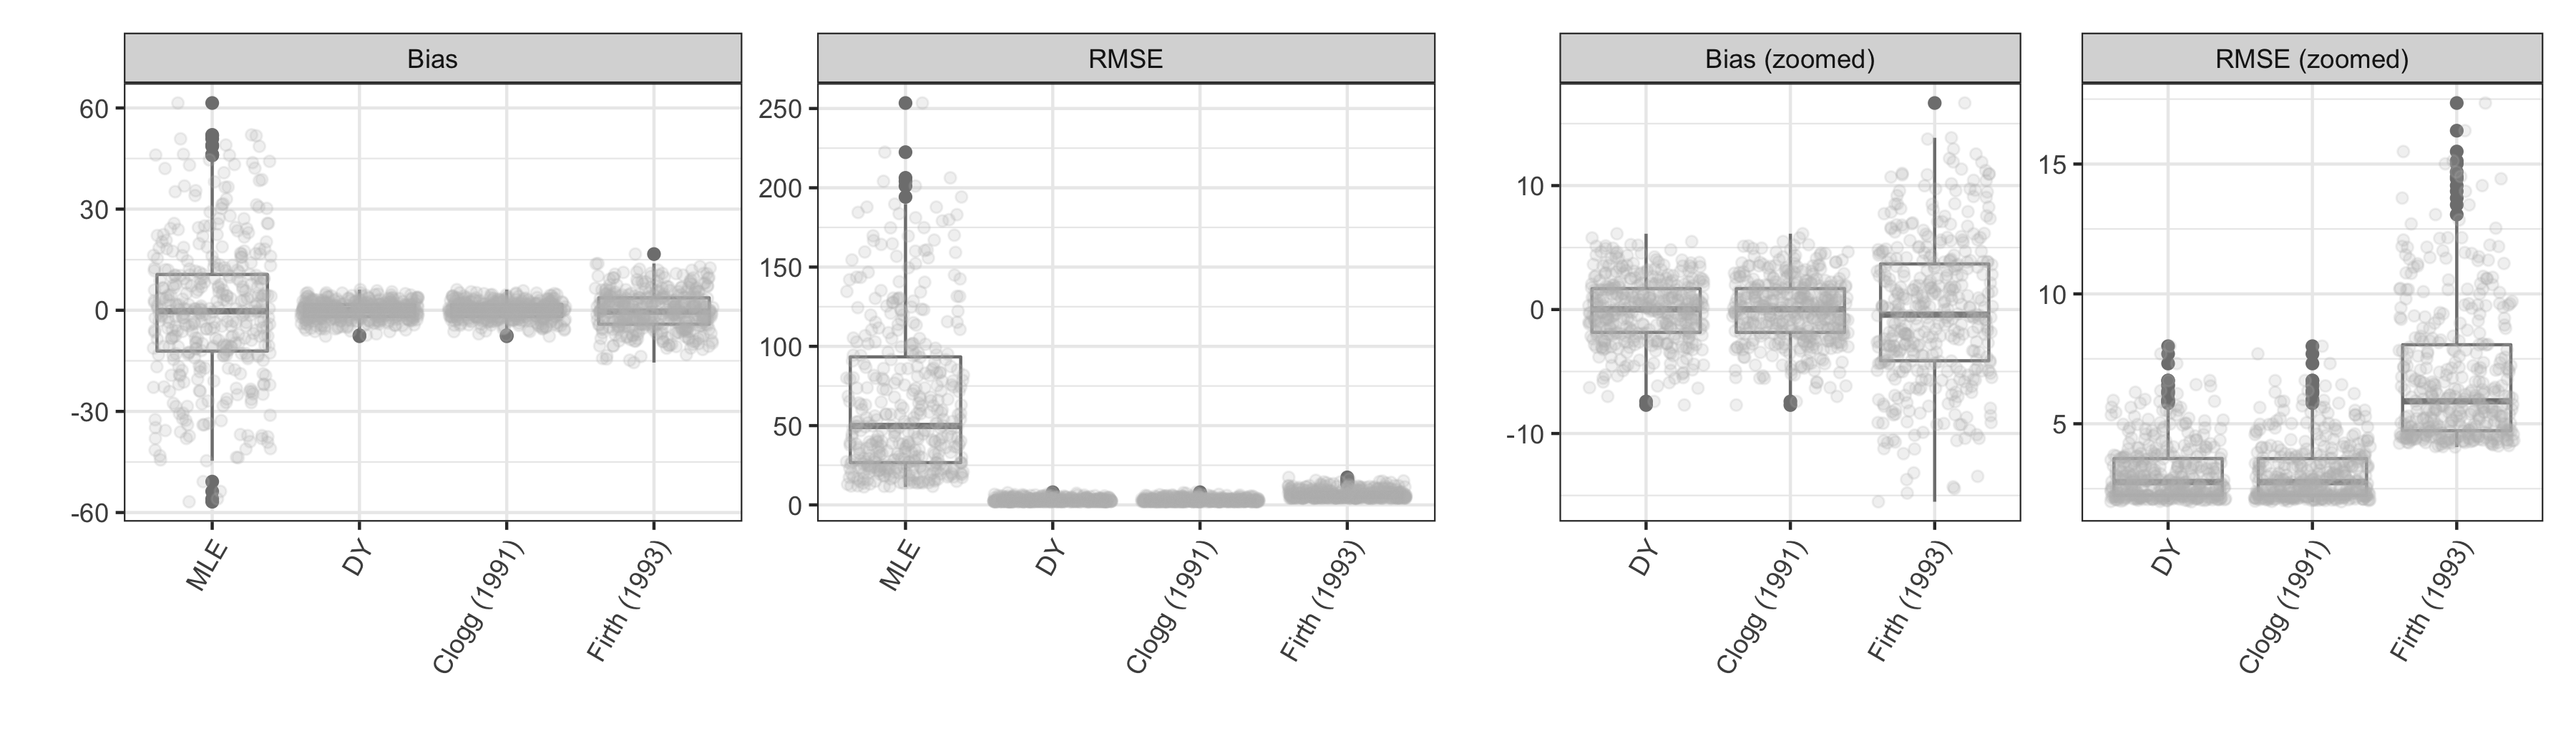 Bias
60
30
0
-30
-60
MLE
DY
Clogg (1991)
Firth (1993)
RMSE
250
200
150
100
50
0
MLE
DY
Clogg (1991)
Firth (1993)
Bias (zoomed)
10
0
-10
DY
Clogg (1991)
Firth (1993)
RMSE (zoomed)
15
10
5
DY
Clogg (1991)
Firth (1993)